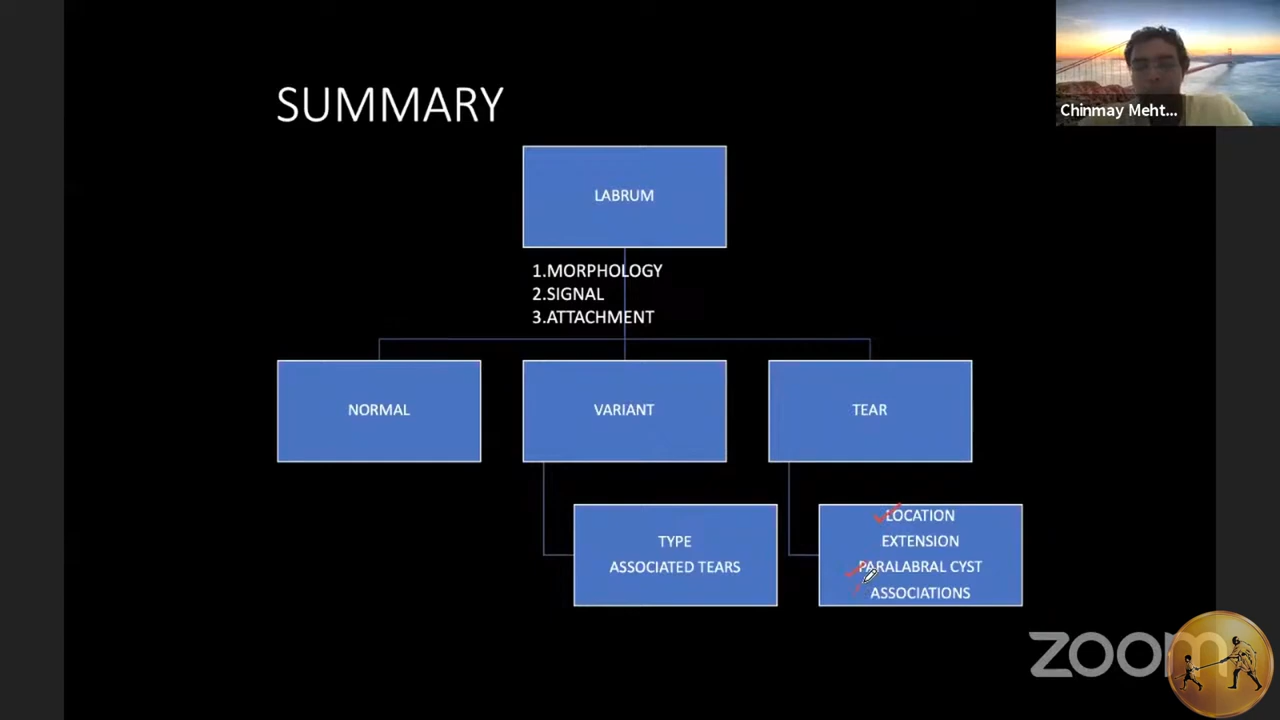 Chinmay Meht...
SUMMARY
LABRUM
1.MORPHOLOGY
2.SIGNAL
3.ATTACHMENT
NORMAL
VARIANT
TEAR
TYPE
ASSOCIATED TEARS
LOCATION
EXTENSION
PARALABRAL CYST
ASSOCIATIONS
zoom